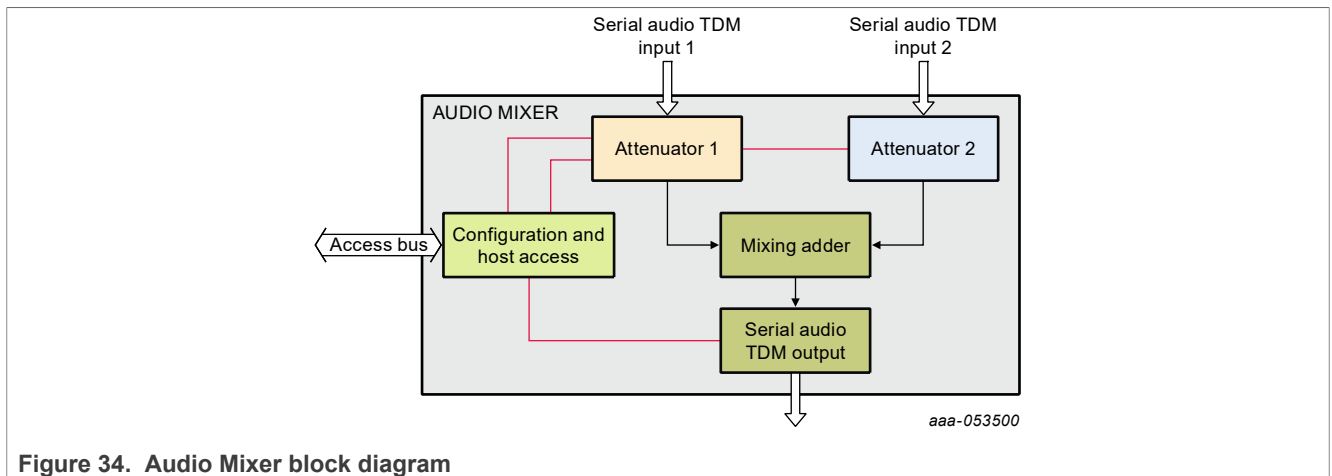 Serial audio TDM
input 1
Serial audio TDM
input 2
AUDIO MIXER
Attenuator 1
Attenuator 2
Access bus
Configuration and
host access
Mixing adder
Serial audio
TDM output
aaa-053500
Figure 34. Audio Mixer block diagram